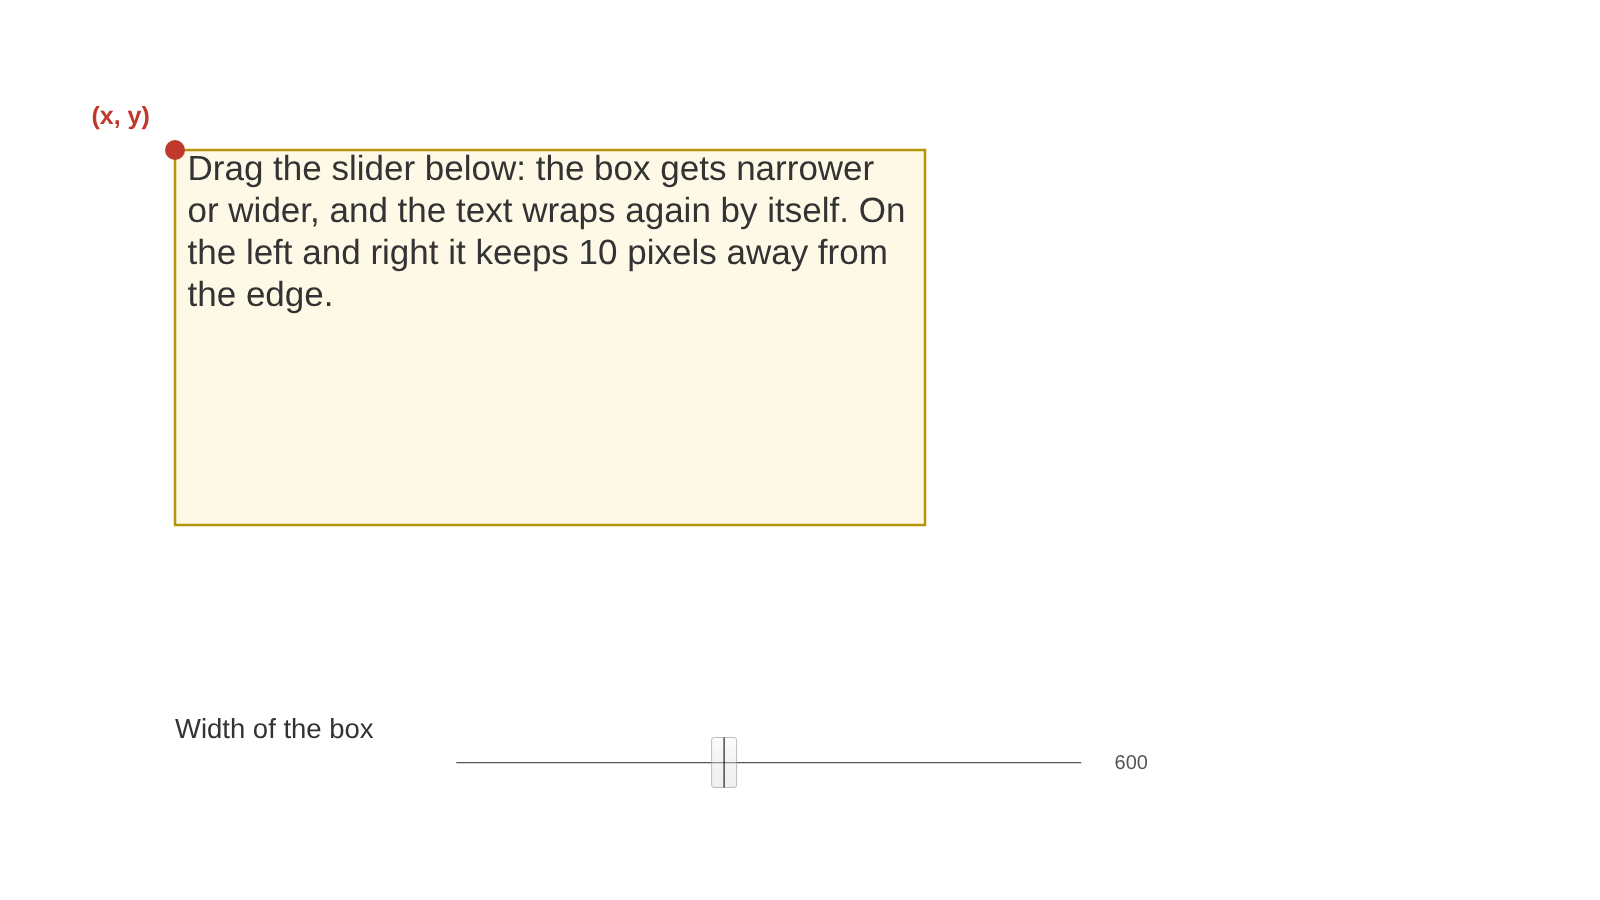 (x, y)
Drag the slider below: the box gets narrower
or wider, and the text wraps again by itself. On
the left and right it keeps 10 pixels away from
the edge.
Width of the box
600